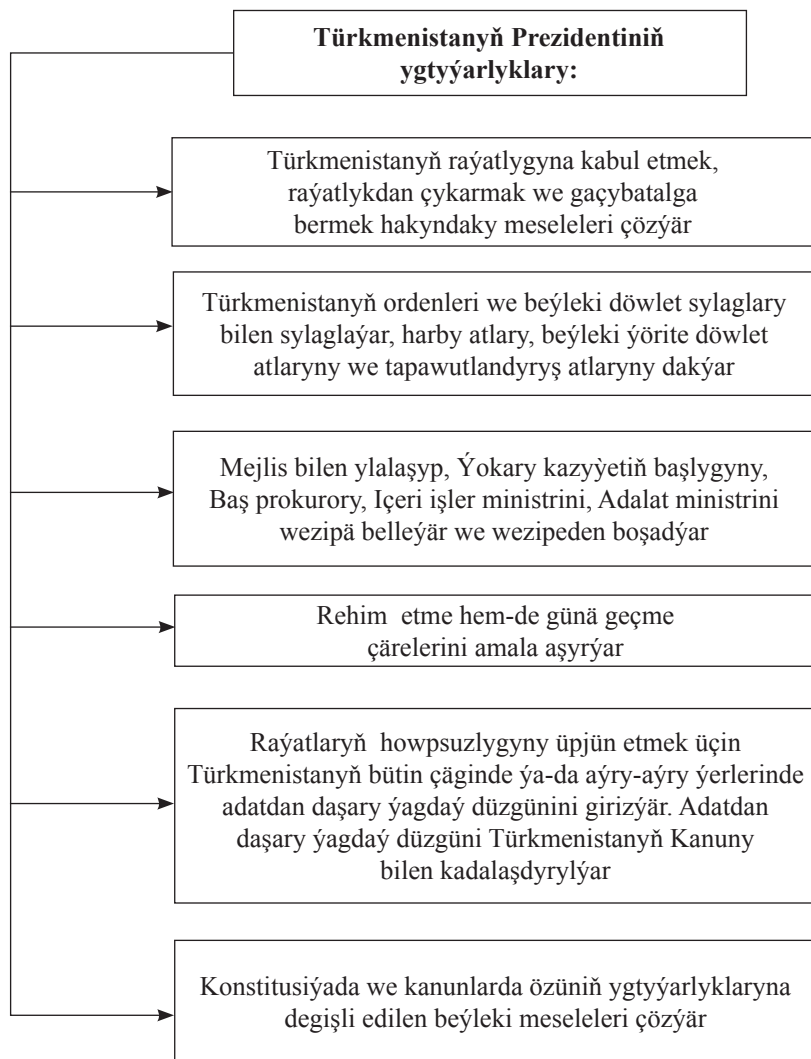 Türkmenistanyň Prezidentiniň
ygtyýarlyklary:
Türkmenistanyň raýatlygyna kabul etmek,
raýatlykdan çykarmak we gaçybatalga
bermek hakyndaky meseleleri çözýär
Türkmenistanyň ordenleri we beýleki döwlet sylaglary
bilen sylaglaýar, harby atlary, beýleki ýörite döwlet
atlaryny we tapawutlandyryş atlaryny dakýar
Mejlis bilen ylalaşyp, Ýokary kazyỳetiň başlygyny,
Baş prokurory, Içeri işler ministrini, Adalat ministrini
wezipä belleýär we wezipeden boşadýar
Rehim etme hem-de günä geçme
çärelerini amala aşyrýar
Raýatlaryň howpsuzlygyny üpjün etmek üçin
Türkmenistanyň bütin çäginde ýa-da aýry-aýry ýerlerinde
adatdan daşary ýagdaý düzgünini girizýär. Adatdan
daşary ýagdaý düzgüni Türkmenistanyň Kanuny
bilen kadalaşdyrylýar
Konstitusiýada we kanunlarda özüniň ygtyýarlyklaryna
degişli edilen beýleki meseleleri çözýär